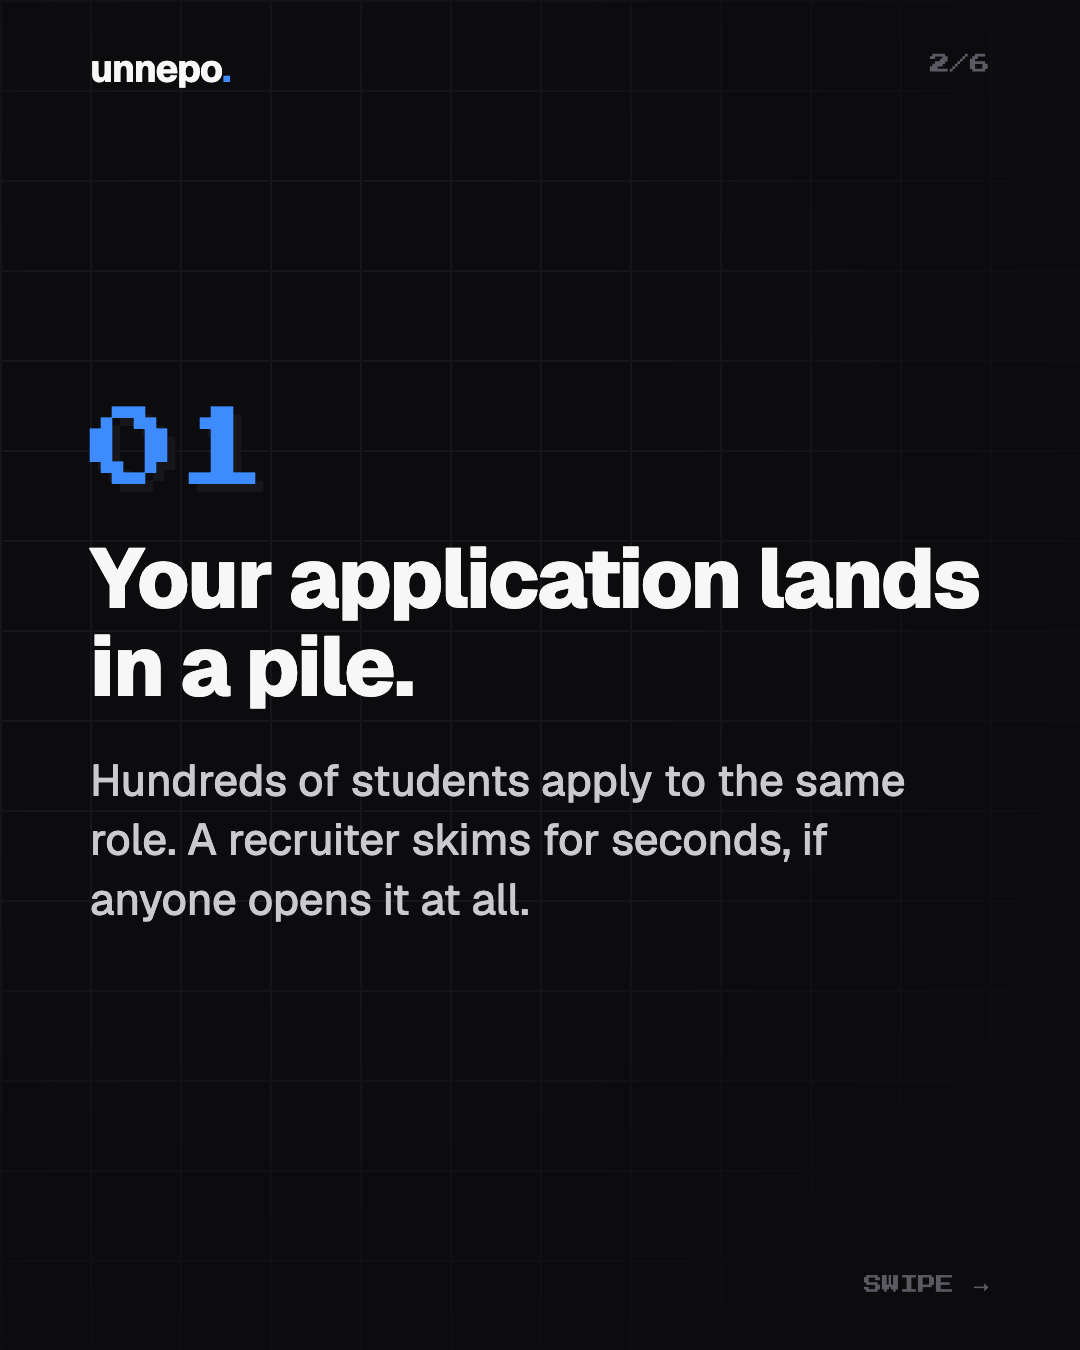 unnepo.
2/6
01
Your application lands
in a pile.
Hundreds of students apply to the same
role. A recruiter skims for seconds, if
anyone opens it at all.
SWIPE →